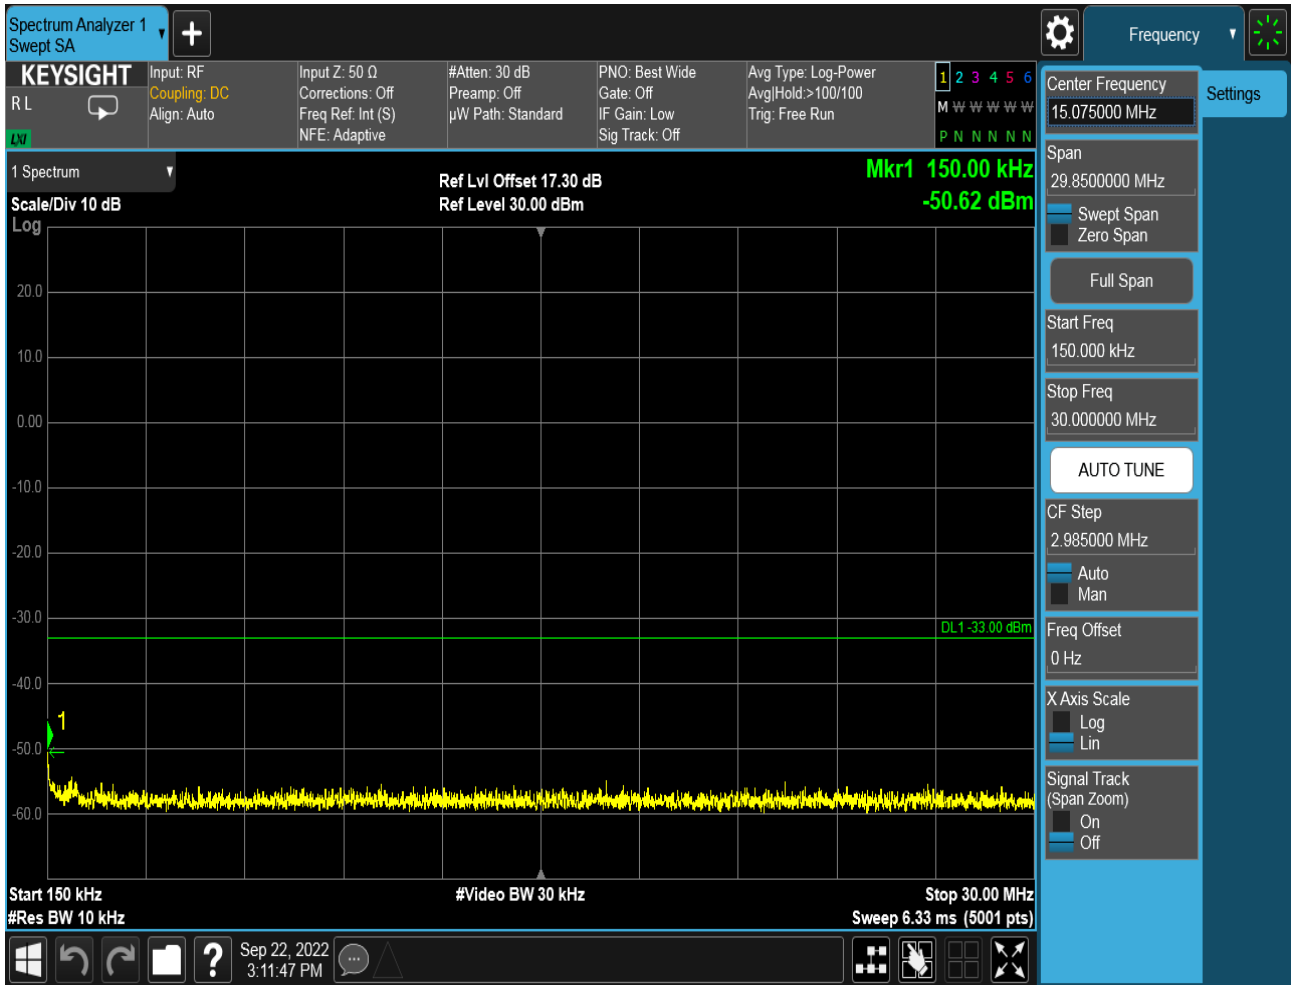 Spectrum Analyzer 1
Swept SA
Frequency
KEYSIGHT
R L
LXI
Input: RF
Coupling: DC
Align: Auto
Input Z: 50 Ω
Corrections: Off
Freq Ref: Int (S)
NFE: Adaptive
#Atten: 30 dB
Preamp: Off
µW Path: Standard
PNO: Best Wide
Gate: Off
IF Gain: Low
Sig Track: Off
Avg Type: Log-Power
Avg|Hold:>100/100
Trig: Free Run
1 2 3 4 5 6
M W W W W W
P N N N N N
1 Spectrum
Scale/Div 10 dB
Log
Ref Lvl Offset 17.30 dB
Ref Level 30.00 dBm
Mkr1 150.00 kHz
-50.62 dBm
20.0
10.0
0.00
-10.0
-20.0
-30.0
DL1 -33.00 dBm
-40.0
1
-50.0
-60.0
Start 150 kHz
#Video BW 30 kHz
Stop 30.00 MHz
#Res BW 10 kHz
Sweep 6.33 ms (5001 pts)
?
Sep 22, 2022
3:11:47 PM
Center Frequency
15.075000 MHz
Settings
Span
29.8500000 MHz
Swept Span
Zero Span
Full Span
Start Freq
150.000 kHz
Stop Freq
30.000000 MHz
AUTO TUNE
CF Step
2.985000 MHz
Auto
Man
Freq Offset
0 Hz
X Axis Scale
Log
Lin
Signal Track
(Span Zoom)
On
Off